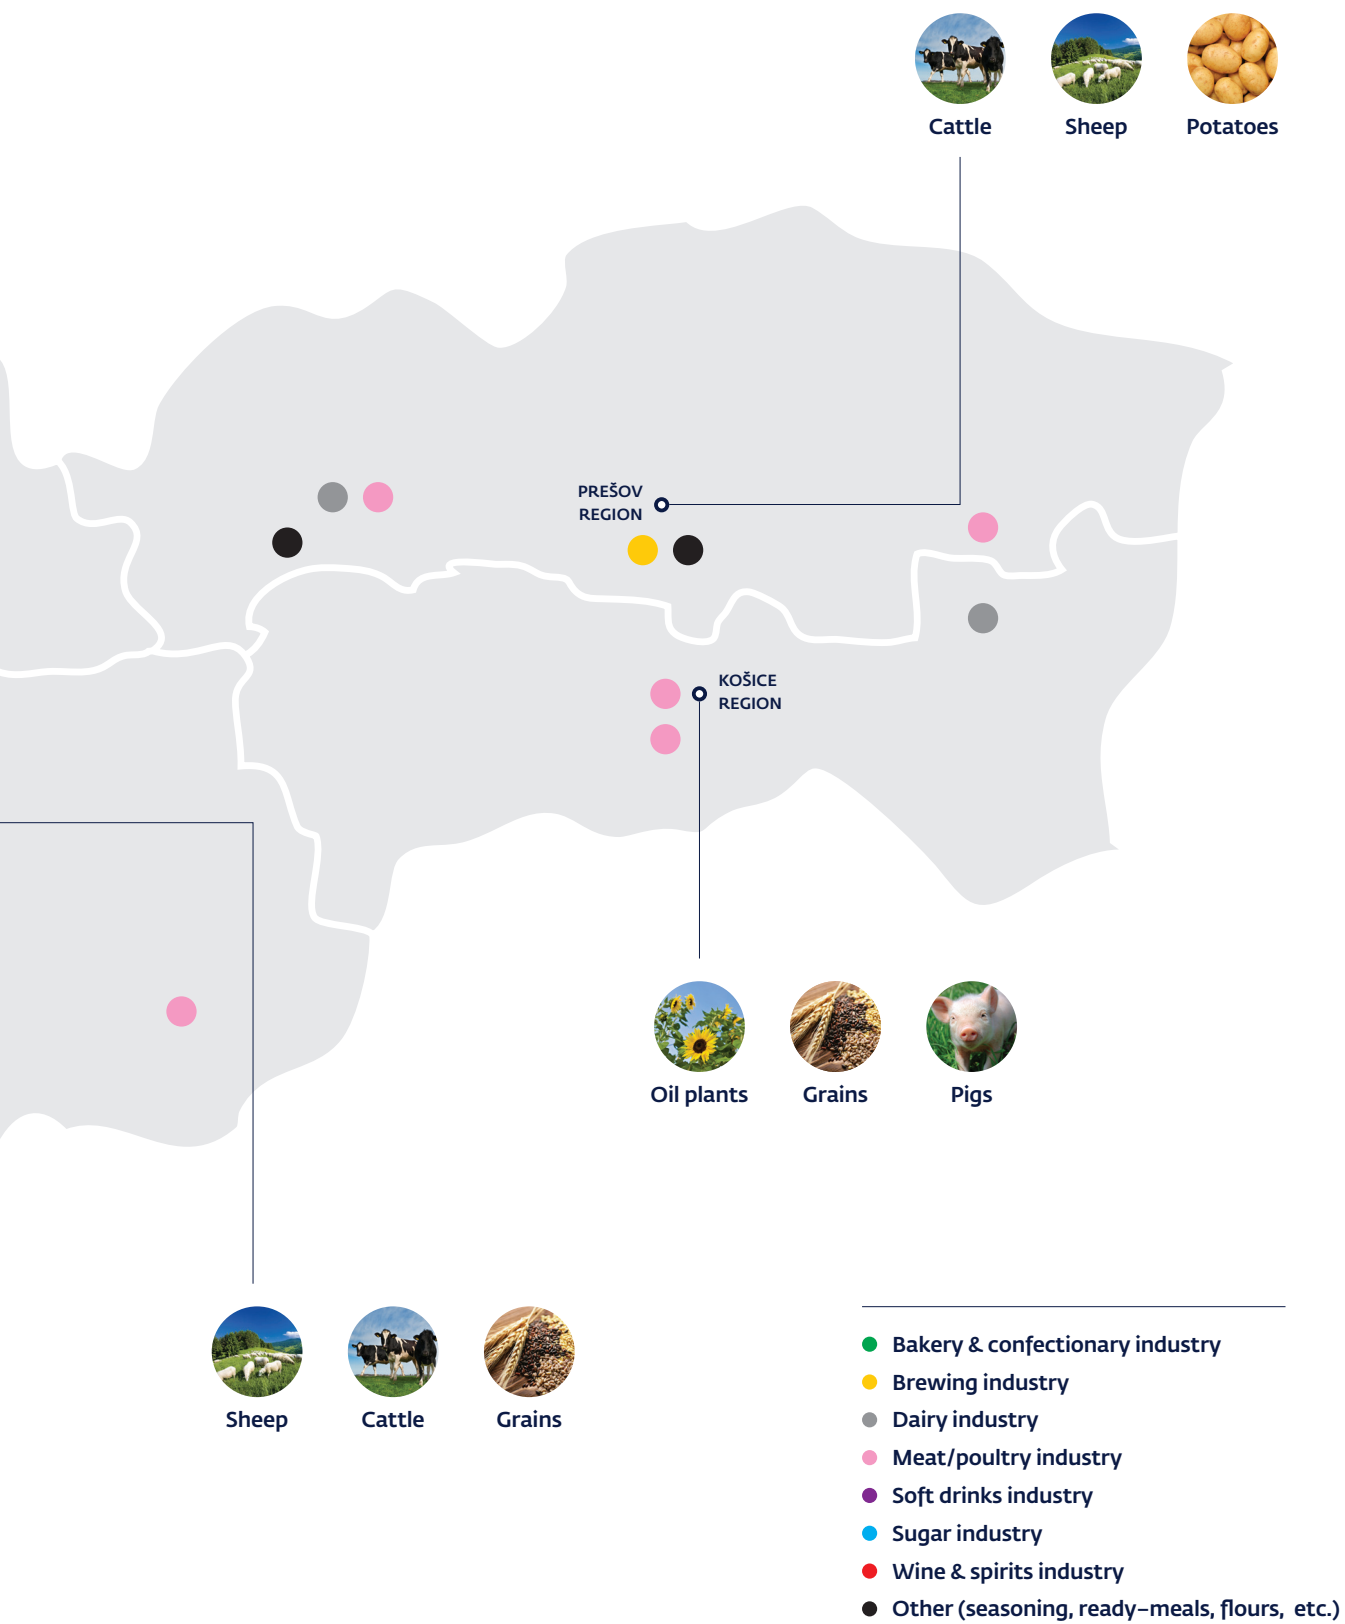 Cattle
Sheep
Potatoes
PREŠOV
REGION
KOŠICE
REGION
Oil plants
Grains
Pigs
Sheep
Cattle
Grains
Bakery & confectionary industry
Brewing industry
Dairy industry
Meat/poultry industry
Soft drinks industry
Sugar industry
Wine & spirits industry
Other (seasoning, ready–meals, flours, etc.)